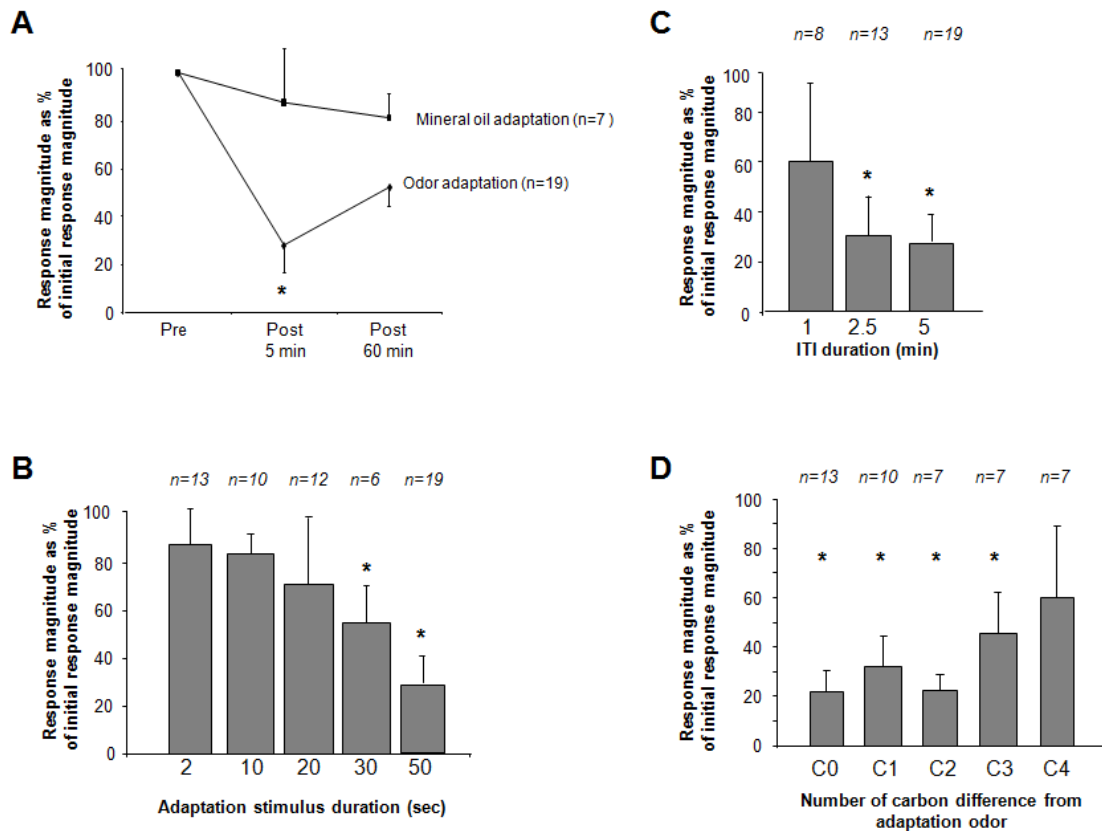 A
Response magnitude as %
of initial response magnitude
100
80
60
40
20
0
Mineral oil adaptation (n=7 )
Odor adaptation (n=19)
*
Pre
Post
5 min
Post
60 min
B
n=13 n=10 n=12 n=6 n=19
Response magnitude as %
of initial response magnitude
100
80
60
40
20
0
*
*
2 10 20 30 50
Adaptation stimulus duration (sec)
C
n=8 n=13 n=19
Response magnitude as %
of initial response magnitude
100
80
60
40
20
0
* *
1 2.5 5
ITI duration (min)
D
n=13 n=10 n=7 n=7 n=7
Response magnitude as %
of initial response magnitude
100
80
60
40
20
0
* * * *
C0 C1 C2 C3 C4
Number of carbon difference from
adaptation odor